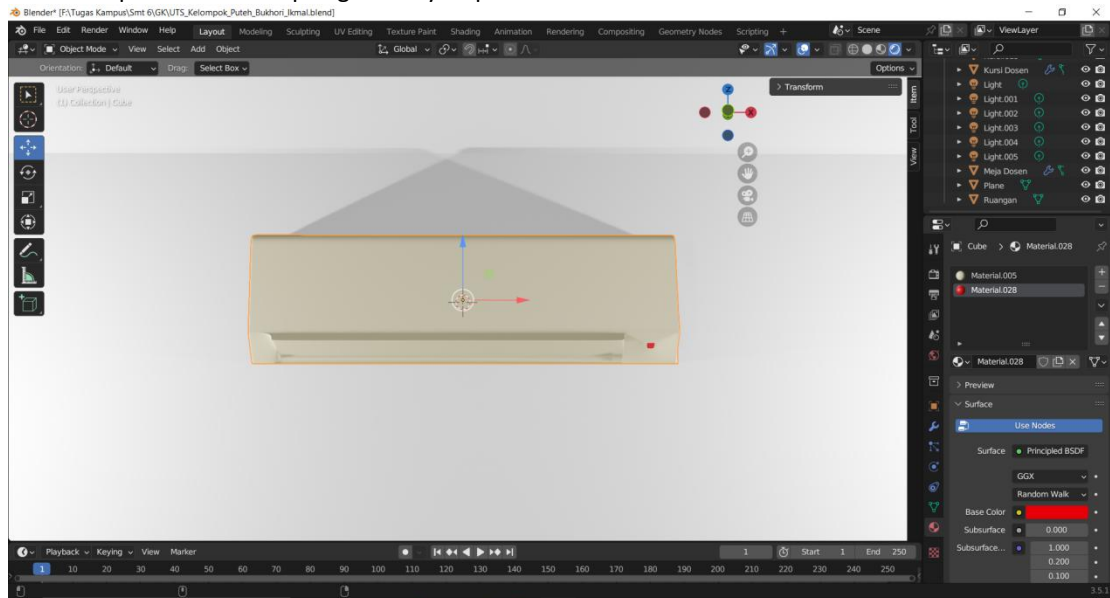 Blender* [F:\Tugas Kampus\Smt 6\GK\UTS_Kelompok_Puteh_Bukhori_Ikmal.blend]
File Edit Render Window Help Layout Modeling Sculpting UV Editing Texture Paint Shading Animation Rendering Compositing Geometry Nodes Scripting + Scene ViewLayer
Object Mode View Select Add Object Global
Orientation: Default Drag: Select Box Options
User Perspective
(1) Collection | Cube
Z
X
Transform
Item
Tool
View
Kursi Dosen
Light
Light.001
Light.002
Light.003
Light.004
Light.005
Meja Dosen
Plane
Ruangan
Cube > Material.028
Material.005
Material.028
Material.028
Preview
Surface
Use Nodes
Surface Principled BSDF
GGX
Random Walk
Base Color
Subsurface 0.000
Subsurface... 1.000
0.200
0.100
Playback Keying View Marker 1 Start 1 End 250
1 10 20 30 40 50 60 70 80 90 100 110 120 130 140 150 160 170 180 190 200 210 220 230 240 250
3.5.1